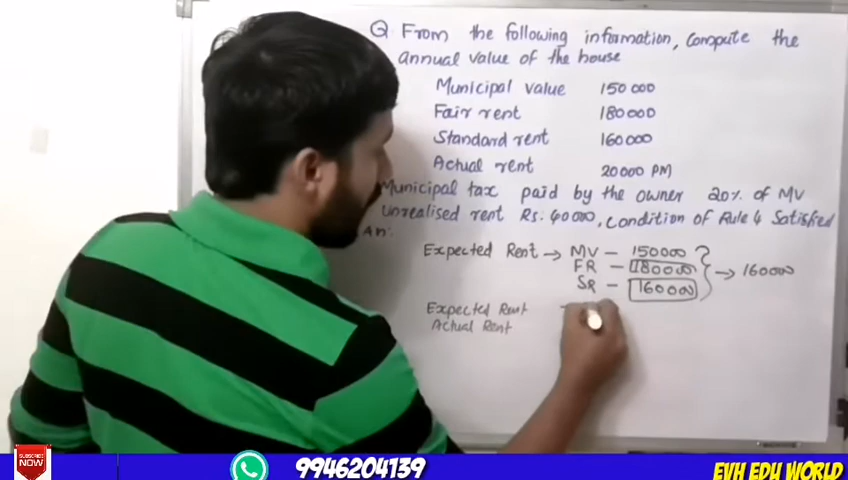 Q From the following information, Compute the
annual value of the house
Municipal value 150 000
Fair rent 180000
Standard rent 160000
Actual rent 20000 PM
Municipal tax paid by the owner 20% of MV
Unrealised rent Rs. 40000, Condition of Rule 4 Satisfied
An:
Expected Rent → MV – 150000
FR – 180000 → 160000
SR – 160000
Expected Rent
Actual Rent
SUBSCRIBE
NOW
9946204139
EVH EDU WORLD